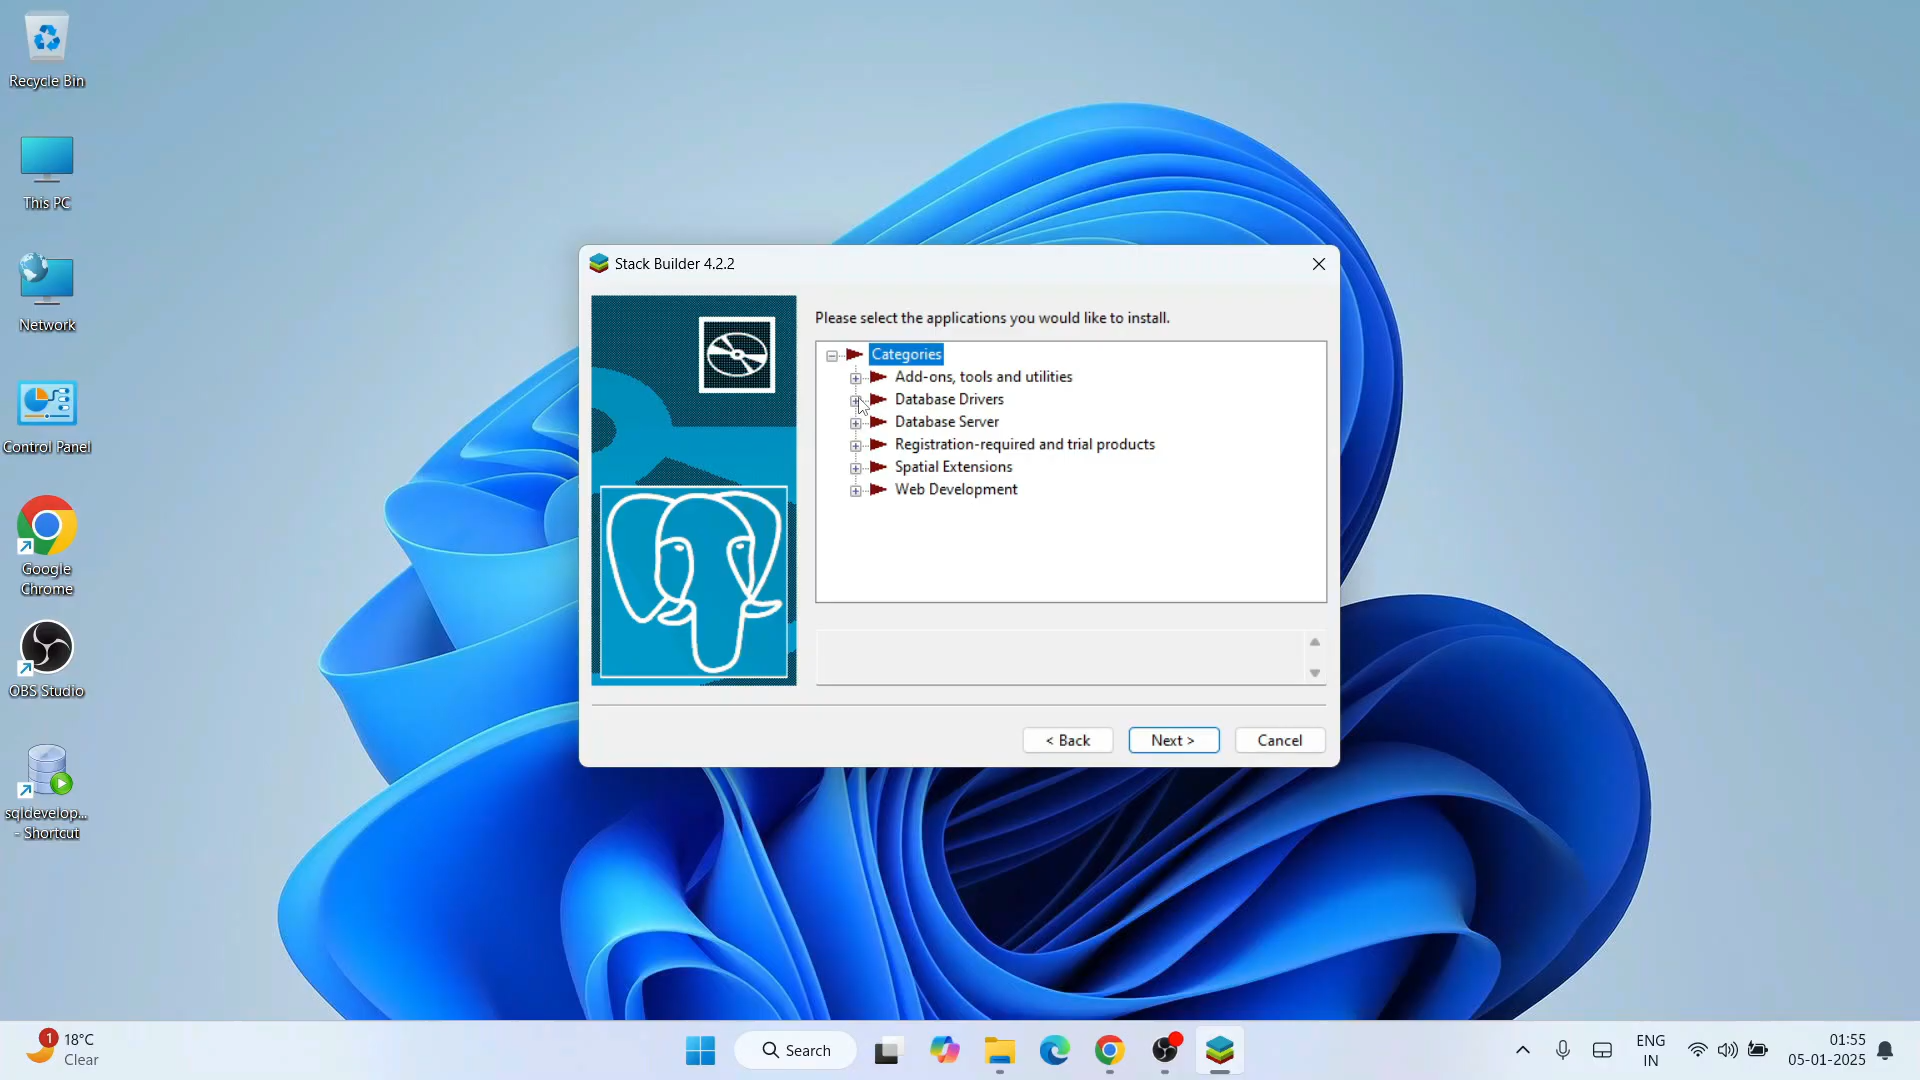 Recycle Bin
This PC
Network
Control Panel
Google
Chrome
OBS Studio
sqldevelop...
- Shortcut
Stack Builder 4.2.2
Please select the applications you would like to install.
Categories
Add-ons, tools and utilities
Database Drivers
Database Server
Registration-required and trial products
Spatial Extensions
Web Development
< Back
Next >
Cancel
1
18°C
Clear
Search
ENG
IN
01:55
05-01-2025